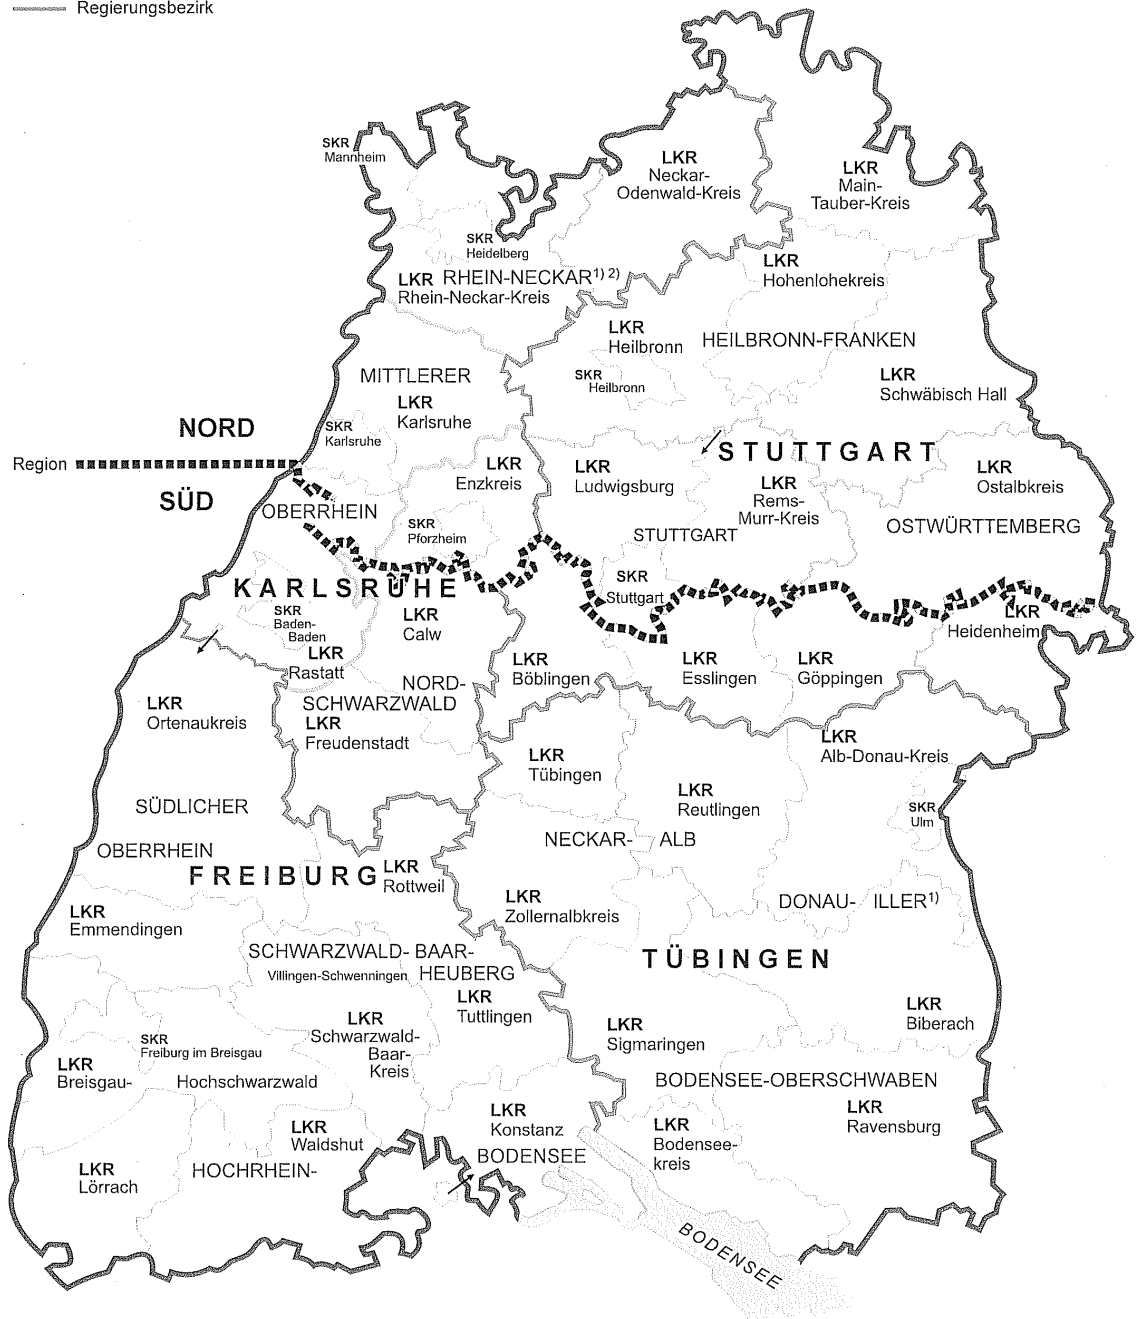 Regierungsbezirk
SKR
Mannheim
LKR
Neckar-
Odenwald-Kreis
LKR
Main-
Tauber-Kreis
SKR
Heidelberg
LKR RHEIN-NECKAR1) 2)
Rhein-Neckar-Kreis
LKR
Hohenlohekreis
LKR
Heilbronn
HEILBRONN-FRANKEN
SKR
Heilbronn
LKR
Schwäbisch Hall
MITTLERER
LKR
Karlsruhe
SKR
Karlsruhe
NORD
Region
SÜD
OBERRHEIN
LKR
Enzkreis
SKR
Pforzheim
LKR
Ludwigsburg
STUTTGART
LKR
Rems-
Murr-Kreis
LKR
Ostalbkreis
OSTWÜRTTEMBERG
STUTTGART
SKR
Stuttgart
KARLSRUHE
SKR
Baden-
Baden
LKR
Rastatt
LKR
Calw
LKR
Böblingen
LKR
Esslingen
LKR
Göppingen
LKR
Heidenheim
NORD-
SCHWARZWALD
LKR
Freudenstadt
LKR
Ortenaukreis
LKR
Tübingen
LKR
Reutlingen
LKR
Alb-Donau-Kreis
SKR
Ulm
SÜDLICHER
OBERRHEIN
NECKAR- ALB
FREIBURG
LKR
Rottweil
LKR
Zollernalbkreis
DONAU- ILLER1)
LKR
Emmendingen
SCHWARZWALD- BAAR-
Villingen-Schwenningen HEUBERG
TÜBINGEN
LKR
Tuttlingen
LKR
Schwarzwald-
Baar-
Kreis
LKR
Sigmaringen
LKR
Biberach
SKR
Freiburg im Breisgau
LKR
Breisgau-
Hochschwarzwald
BODENSEE-OBERSCHWABEN
LKR
Ravensburg
LKR
Konstanz
LKR
Bodensee-
kreis
LKR
Waldshut
BODENSEE
LKR
Lörrach
HOCHRHEIN-
BODENSEE